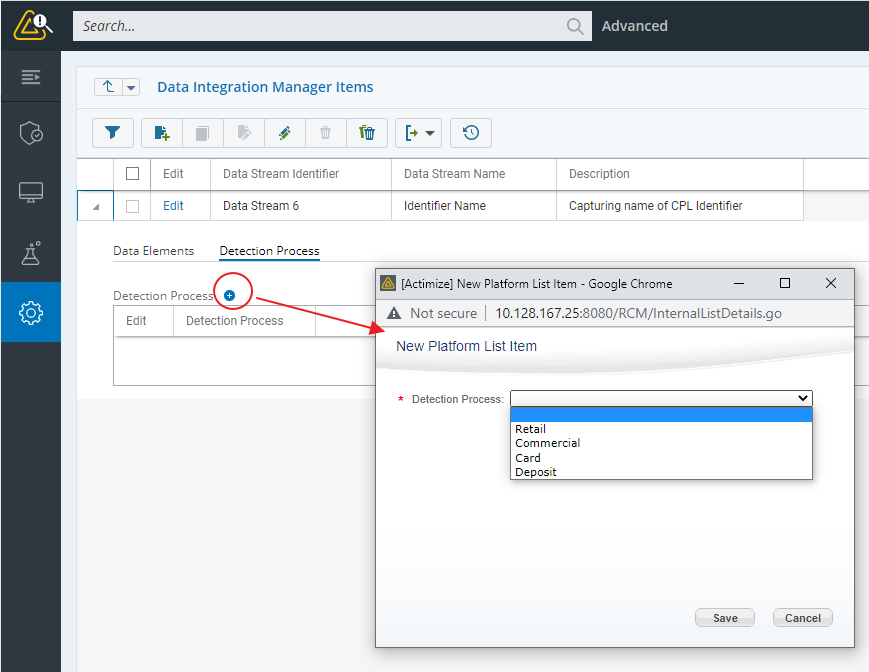 Search...
Advanced
Data Integration Manager Items
Edit Data Stream Identifier Data Stream Name Description
Edit Data Stream 6 Identifier Name Capturing name of CPL Identifier
Data Elements Detection Process
Detection Process
Edit Detection Process
[Actimize] New Platform List Item - Google Chrome
Not secure 10.128.167.25:8080/RCM/InternalListDetails.go
New Platform List Item
* Detection Process:
Retail
Commercial
Card
Deposit
Save Cancel